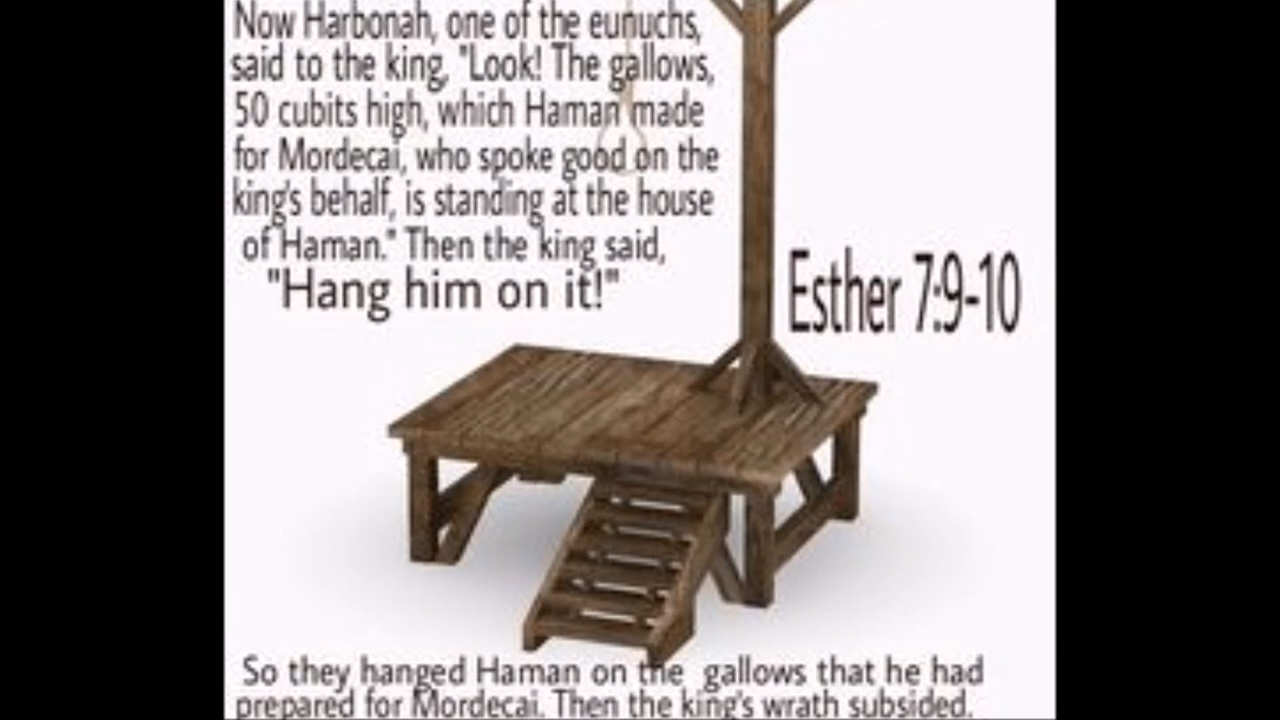 Now Harbonah, one of the eunuchs,
said to the king, "Look! The gallows,
50 cubits high, which Haman made
for Mordecai, who spoke good on the
king's behalf, is standing at the house
of Haman." Then the king said,
"Hang him on it!"
Esther 7:9-10
So they hanged Haman on the gallows that he had
prepared for Mordecai. Then the king's wrath subsided.